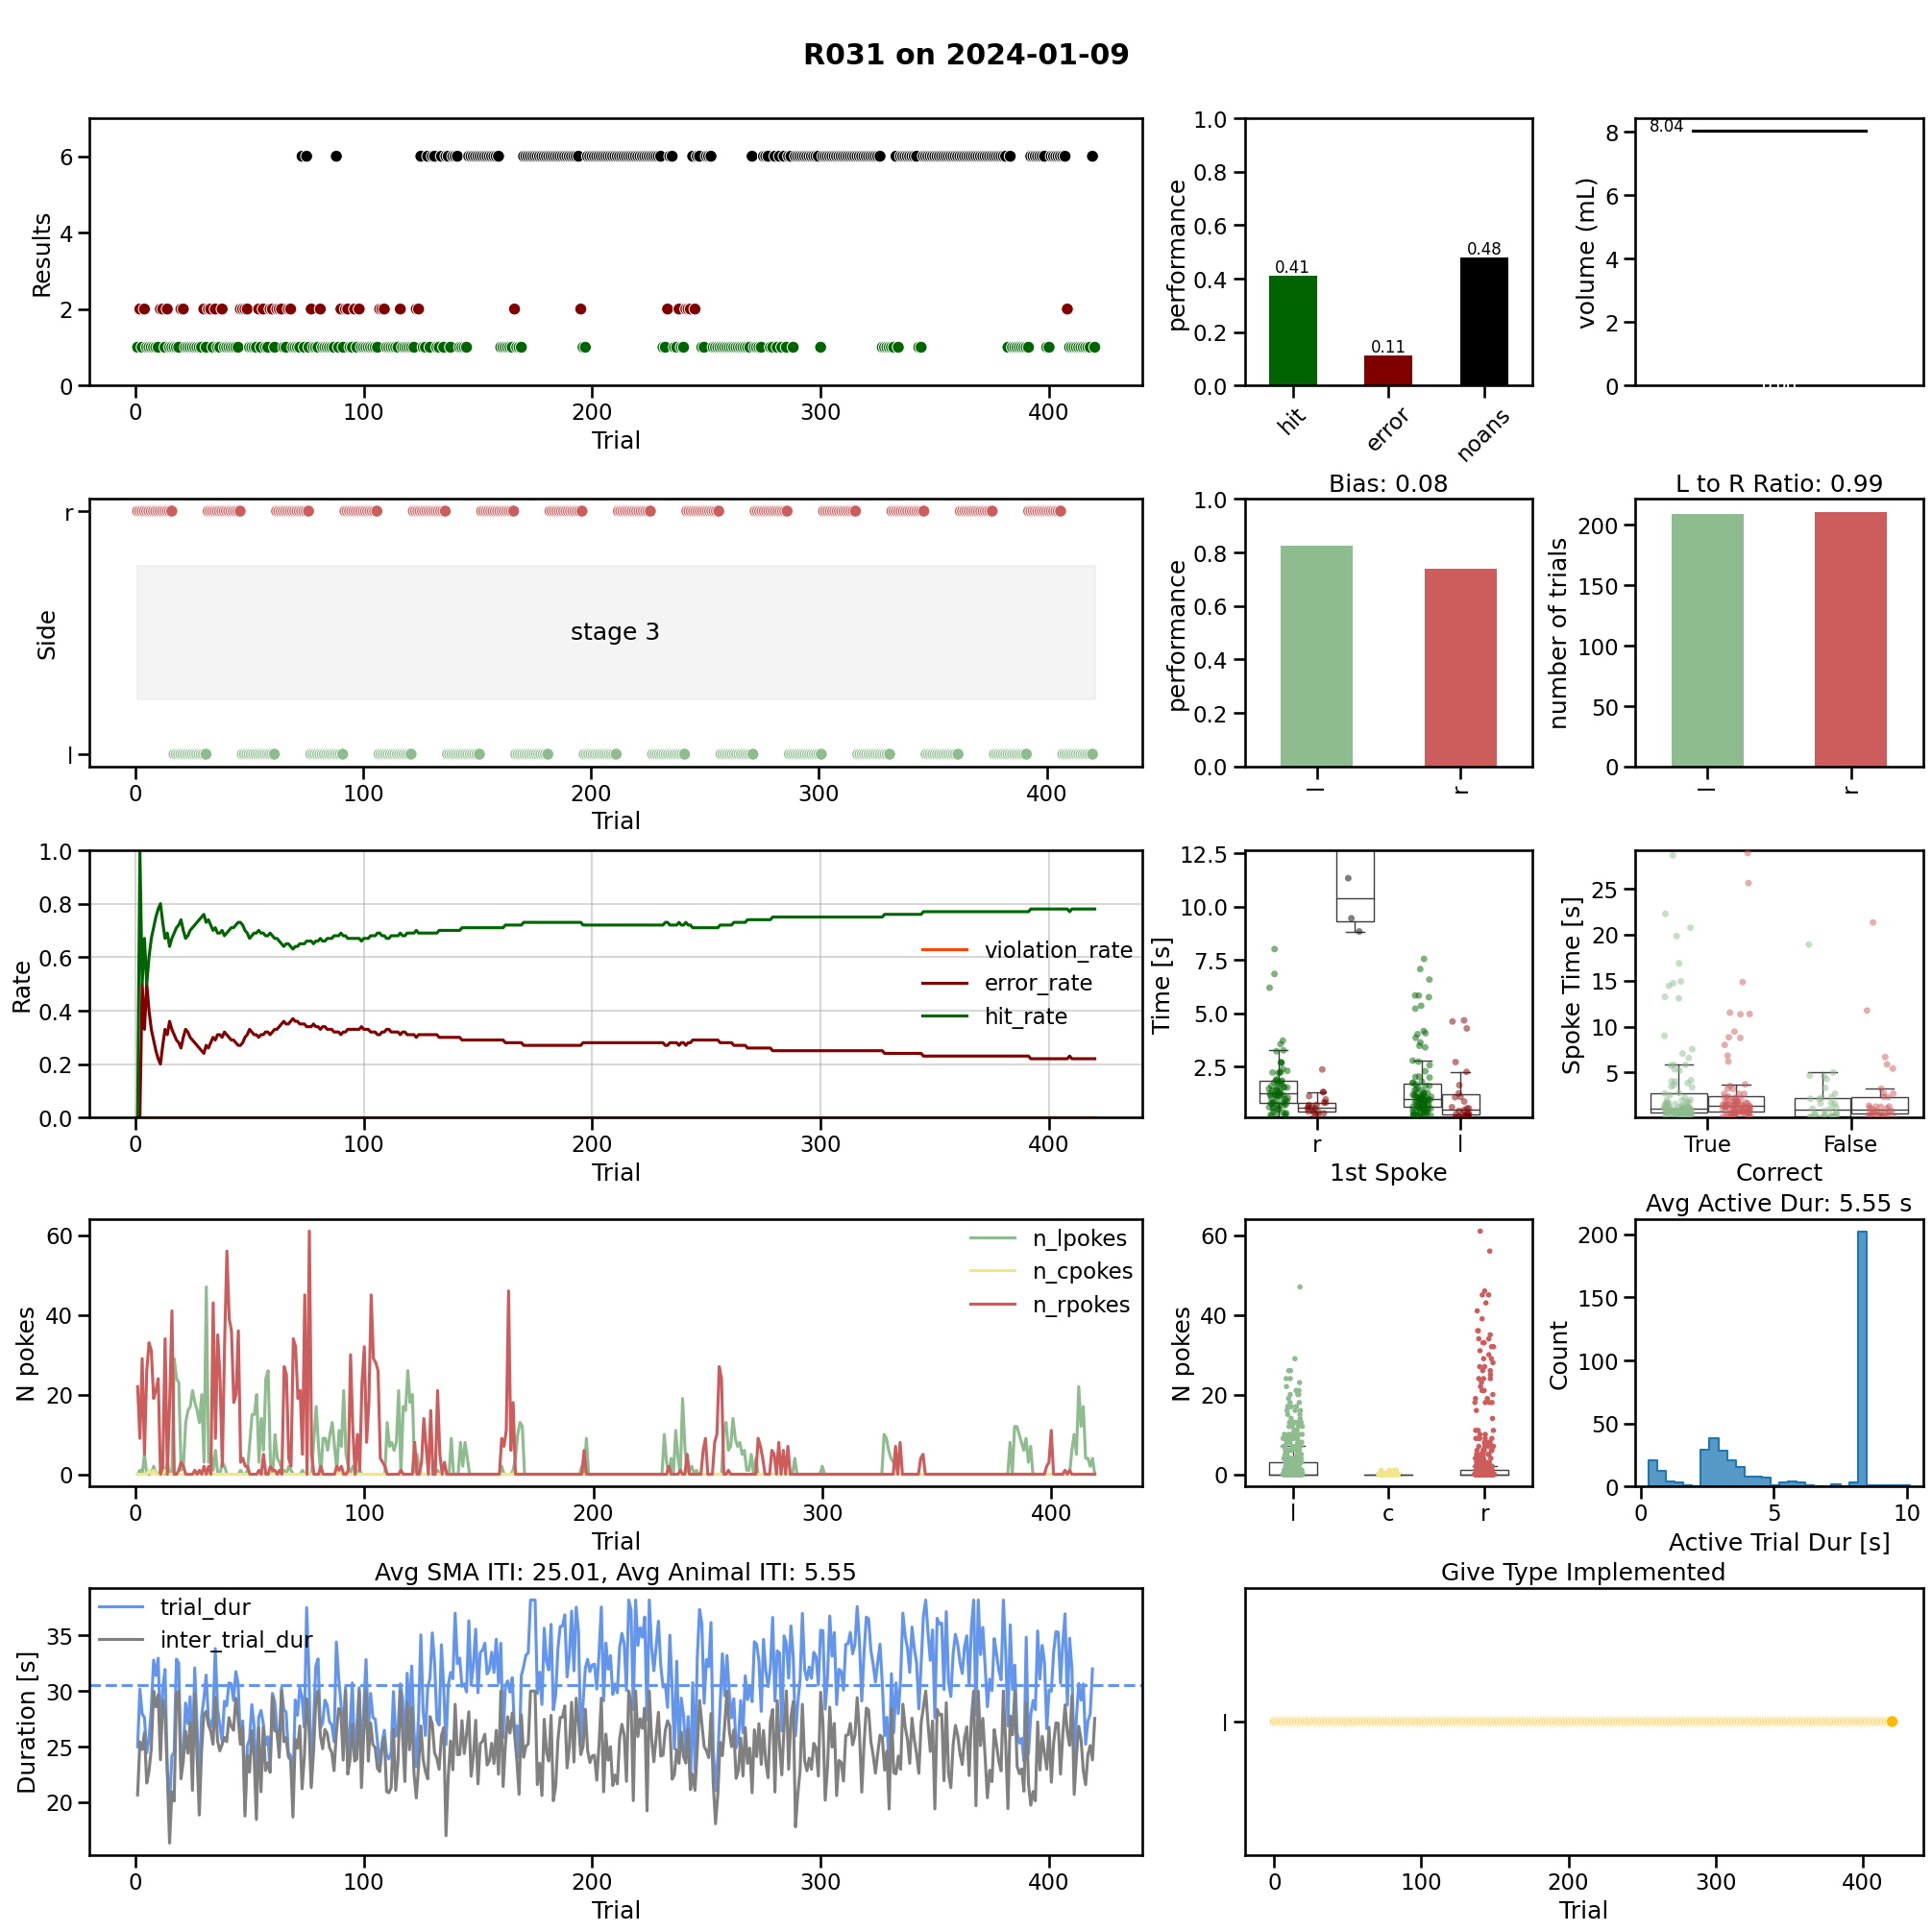 R031 on 2024-01-09
Results
6
4
2
0
0
100
200
300
400
Trial
performance
1.0
0.8
0.6
0.4
0.2
0.0
0.41
0.11
0.48
hit
error
noans
volume (mL)
8
6
4
2
0
8.04
Side
r
l
stage 3
0
100
200
300
400
Trial
Bias: 0.08
performance
1.0
0.8
0.6
0.4
0.2
0.0
l
r
L to R Ratio: 0.99
number of trials
200
150
100
50
0
l
r
Rate
1.0
0.8
0.6
0.4
0.2
0.0
violation_rate
error_rate
hit_rate
0
100
200
300
400
Trial
Time [s]
12.5
10.0
7.5
5.0
2.5
r
l
1st Spoke
Spoke Time [s]
25
20
15
10
5
True
False
Correct
N pokes
60
40
20
0
n_lpokes
n_cpokes
n_rpokes
0
100
200
300
400
Trial
N pokes
60
40
20
0
l
c
r
Avg Active Dur: 5.55 s
Count
200
150
100
50
0
0
5
10
Active Trial Dur [s]
Avg SMA ITI: 25.01, Avg Animal ITI: 5.55
Duration [s]
35
30
25
20
trial_dur
inter_trial_dur
0
100
200
300
400
Trial
Give Type Implemented
l
0
100
200
300
400
Trial